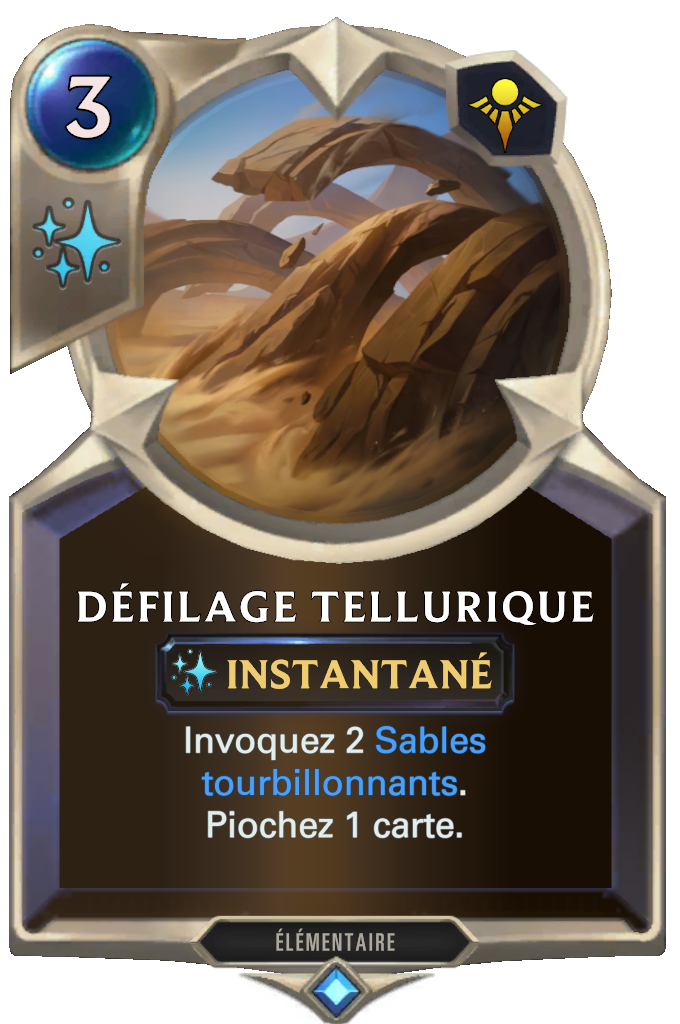 3
DÉFILAGE TELLURIQUE
INSTANTANÉ
Invoquez 2 Sables
tourbillonnants.
Piochez 1 carte.
ÉLÉMENTAIRE